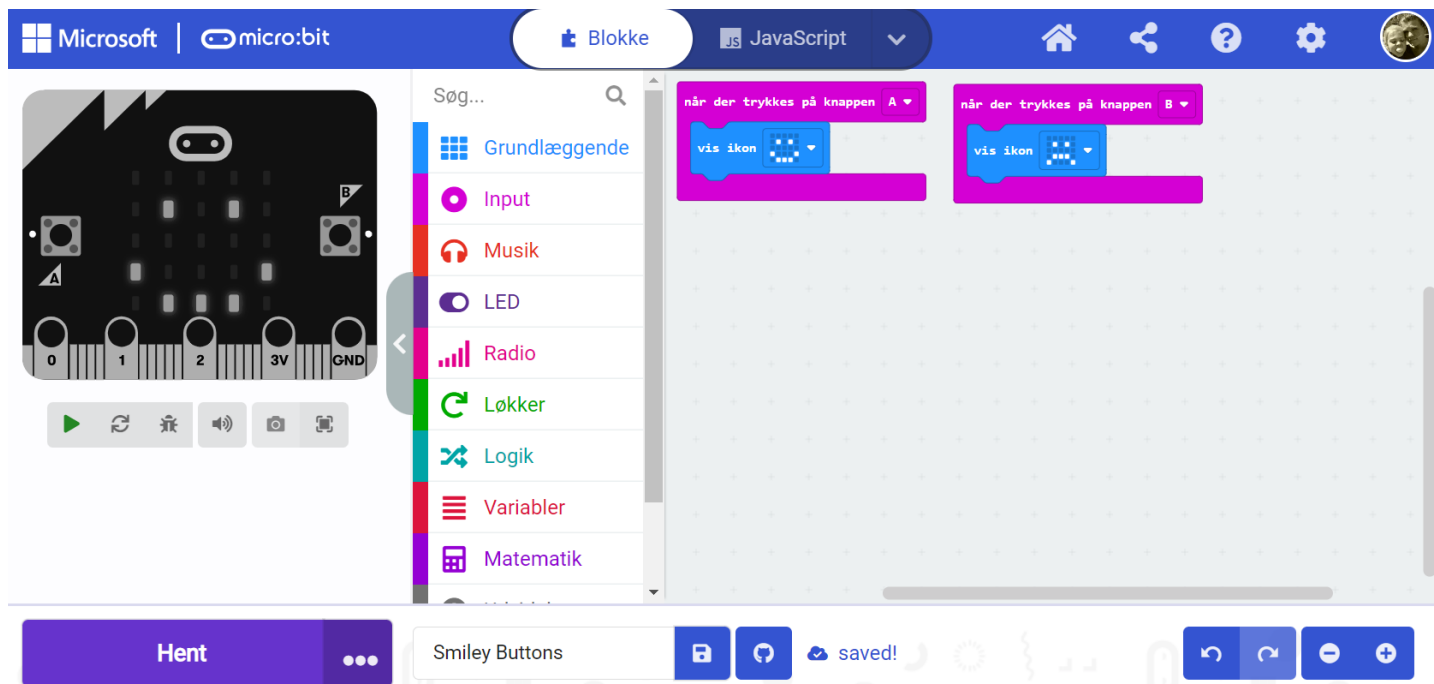 Microsoft micro:bit
Blokke
JS JavaScript
Søg...
Grundlæggende
Input
Musik
LED
Radio
Løkker
Logik
Variabler
Matematik
A
B
0 1 2 3V GND
når der trykkes på knappen A
vis ikon
når der trykkes på knappen B
vis ikon
Hent
Smiley Buttons
saved!